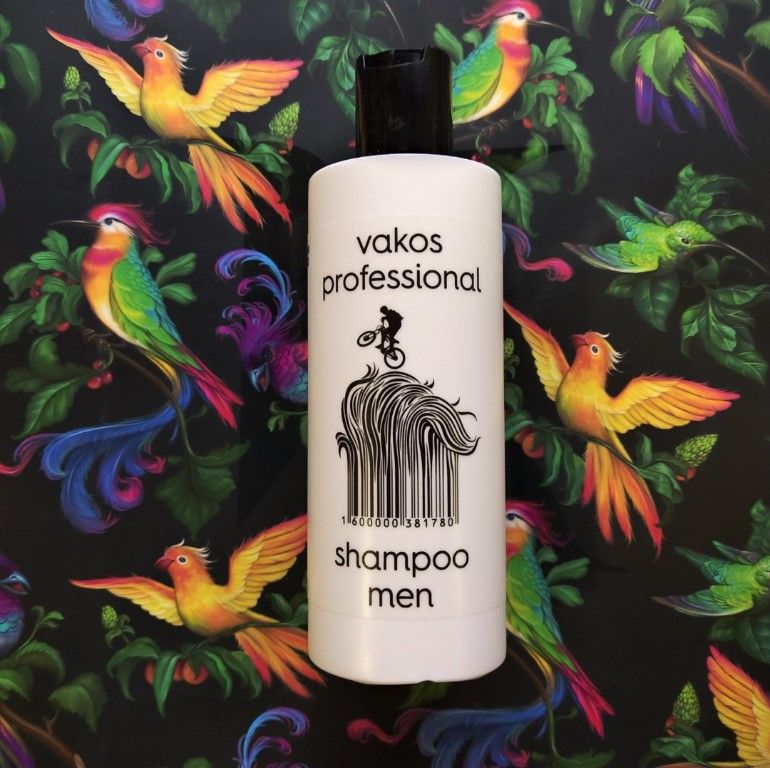 vakos
professional
1 600000 381780
shampoo
men